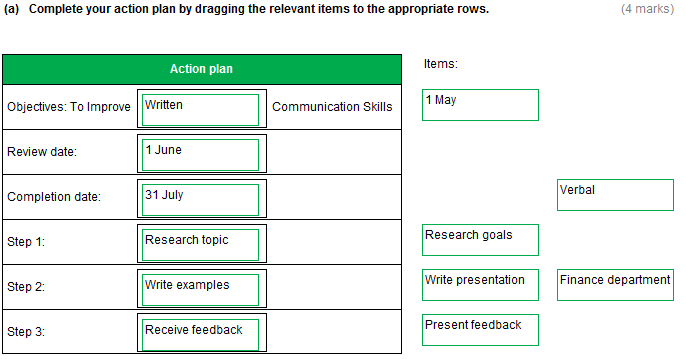 (a) Complete your action plan by dragging the relevant items to the appropriate rows. (4 marks)
Items:
Action plan
Objectives: To Improve Written Communication Skills 1 May
Review date: 1 June
Completion date: 31 July Verbal
Step 1: Research topic Research goals
Step 2: Write examples Write presentation Finance department
Step 3: Receive feedback Present feedback